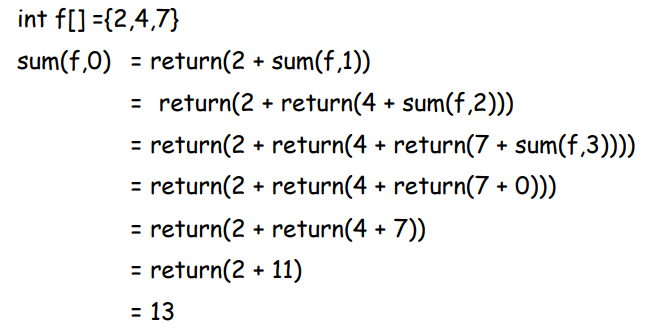 int f[] ={2,4,7}
sum(f,0) = return(2 + sum(f,1))
= return(2 + return(4 + sum(f,2)))
= return(2 + return(4 + return(7 + sum(f,3))))
= return(2 + return(4 + return(7 + 0)))
= return(2 + return(4 + 7))
= return(2 + 11)
= 13